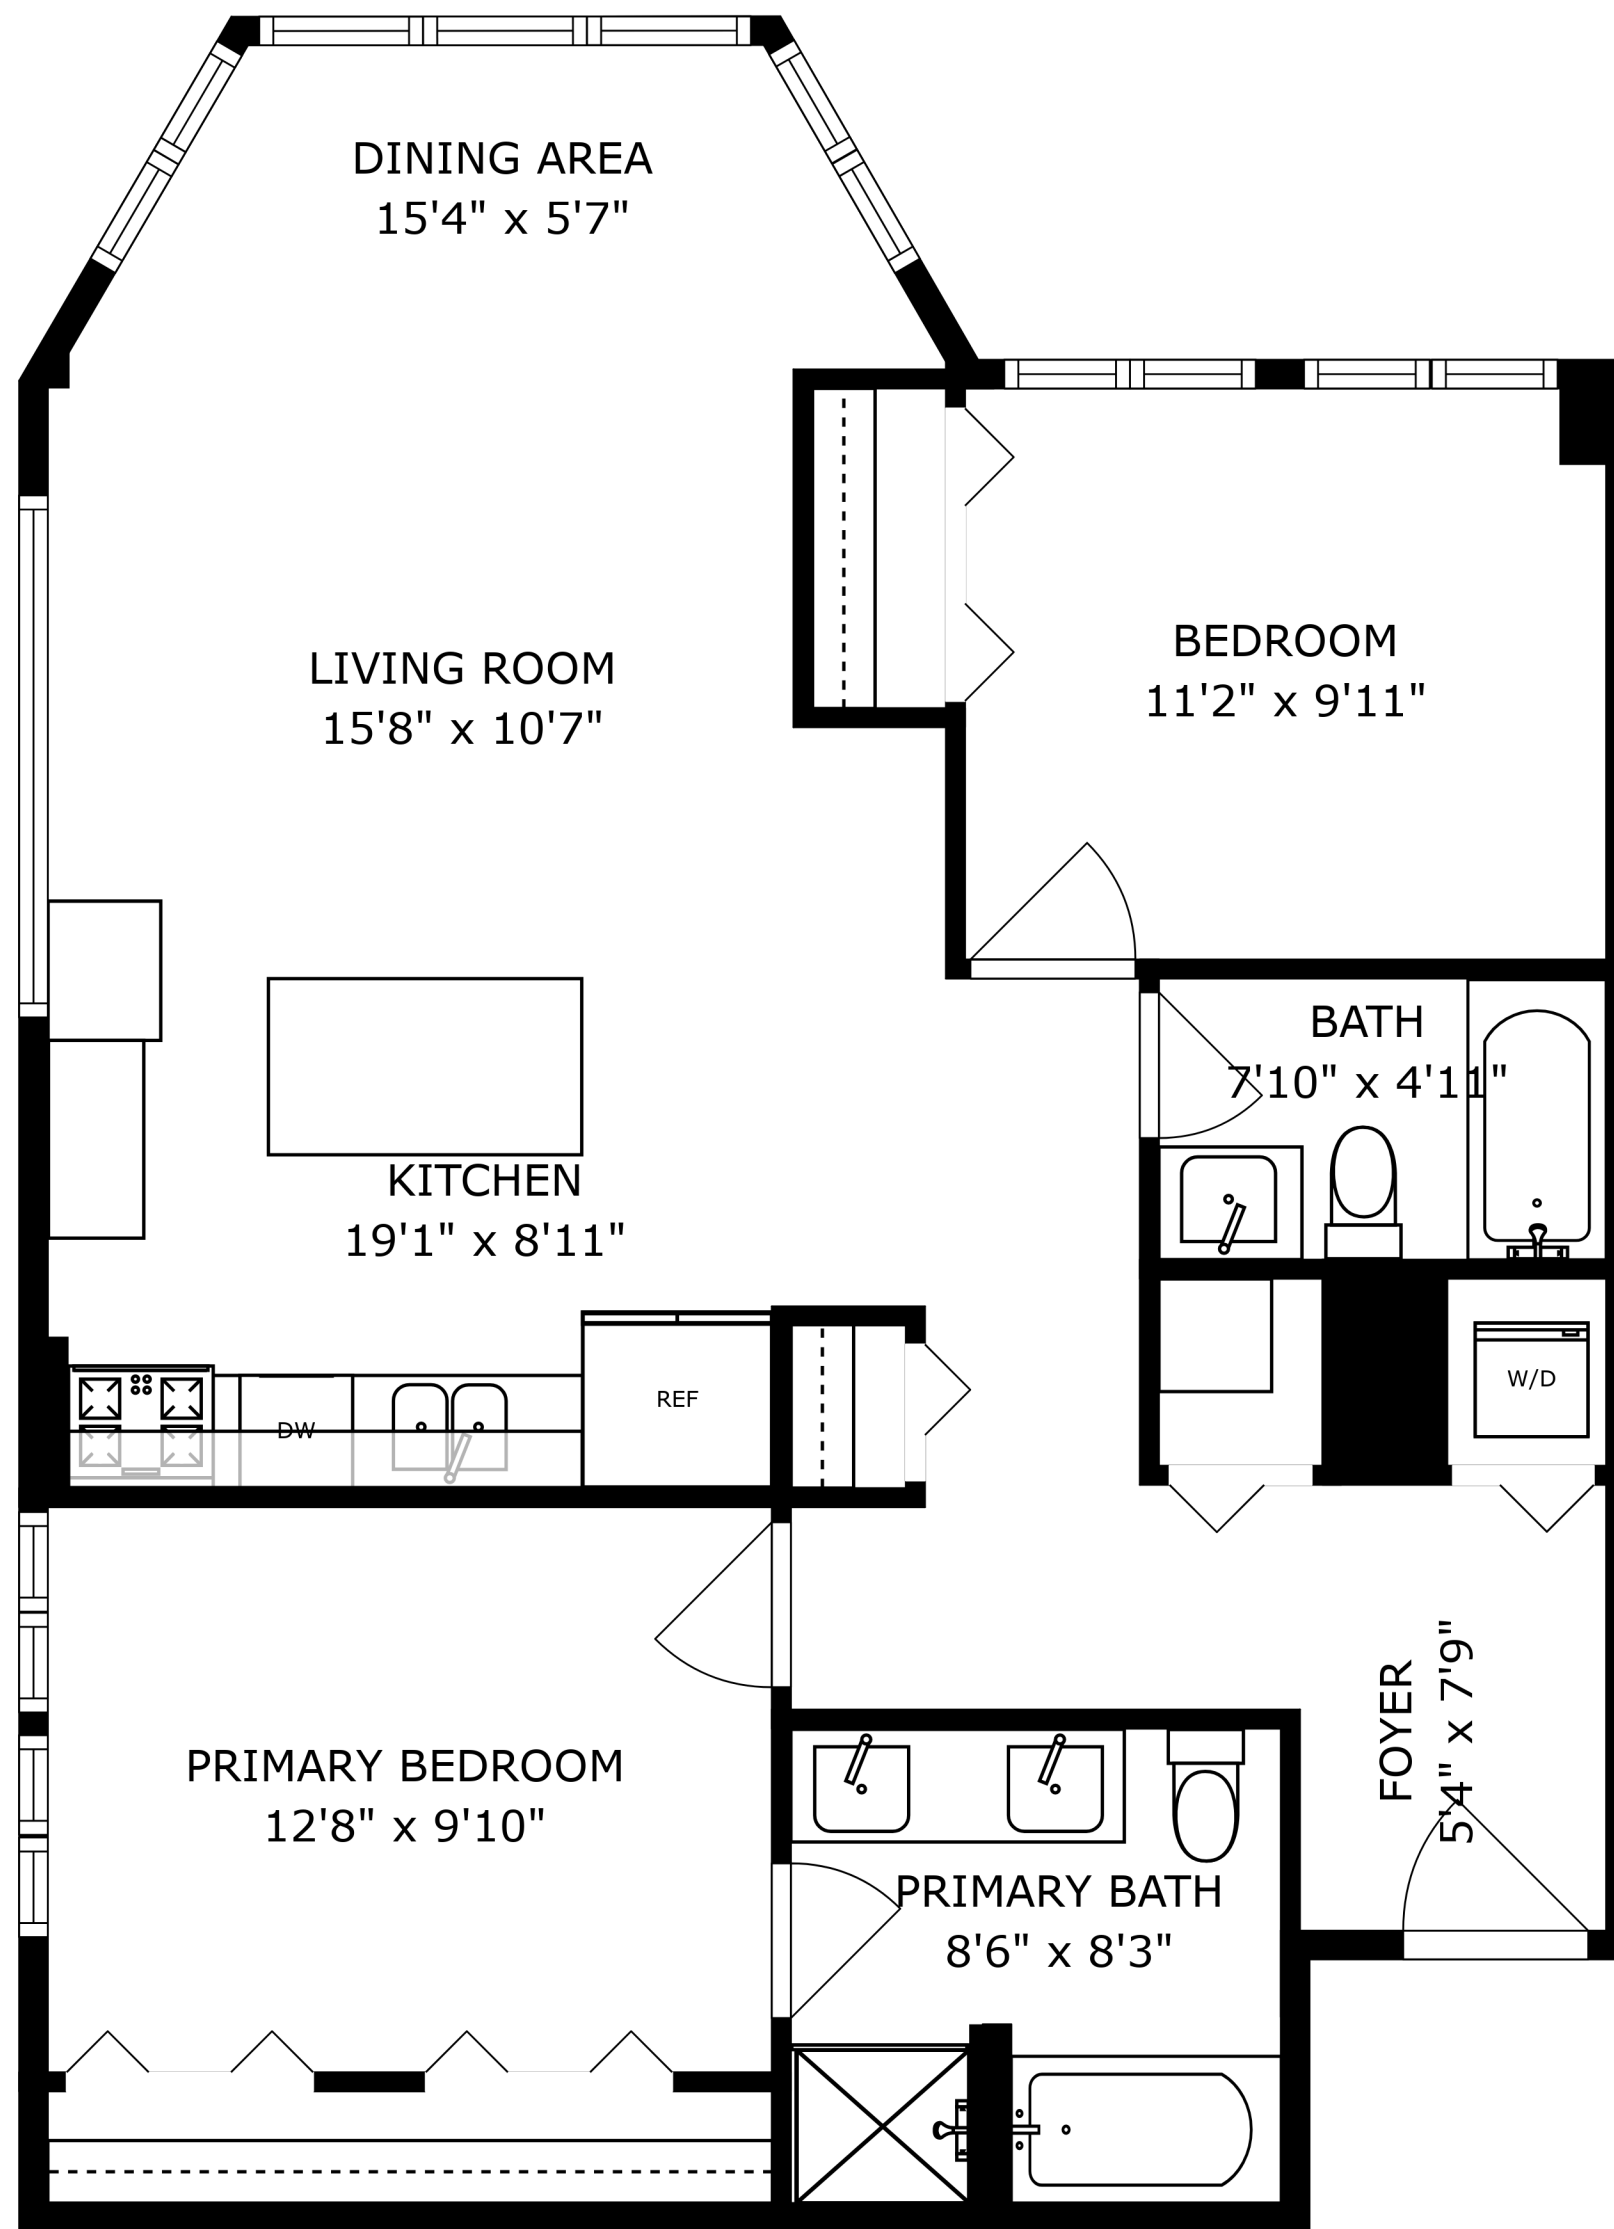 DINING AREA
15'4" x 5'7"
LIVING ROOM
15'8" x 10'7"
BEDROOM
11'2" x 9'11"
BATH
7'10" x 4'11"
KITCHEN
19'1" x 8'11"
DW
REF
W/D
FOYER
5'4" x 7'9"
PRIMARY BEDROOM
12'8" x 9'10"
PRIMARY BATH
8'6" x 8'3"